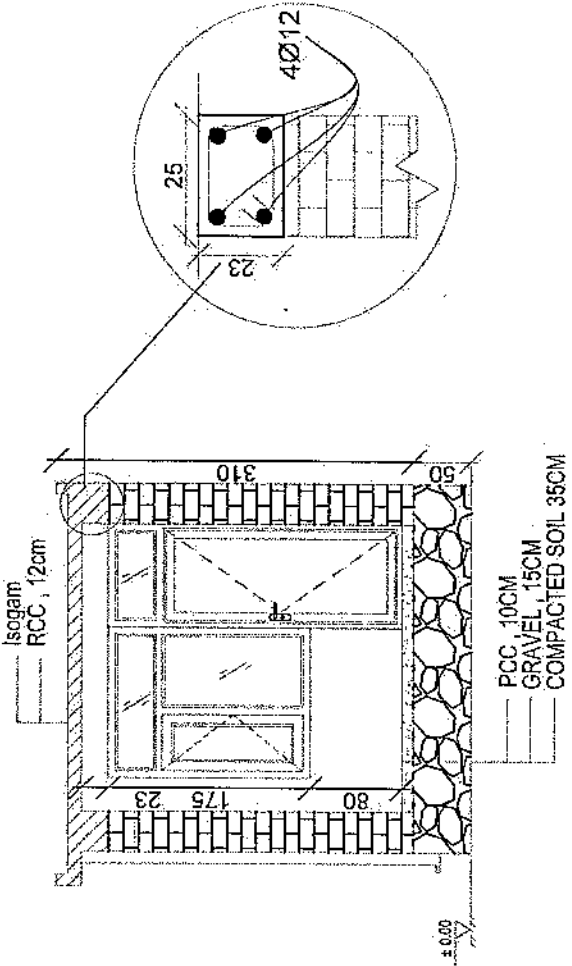 4Ø12
25
23
Isogam
RCC , 12cm
310
50
23
175
80
PCC , 10CM
GRAVEL , 15CM
COMPACTED SOIL 35CM
± 0.00